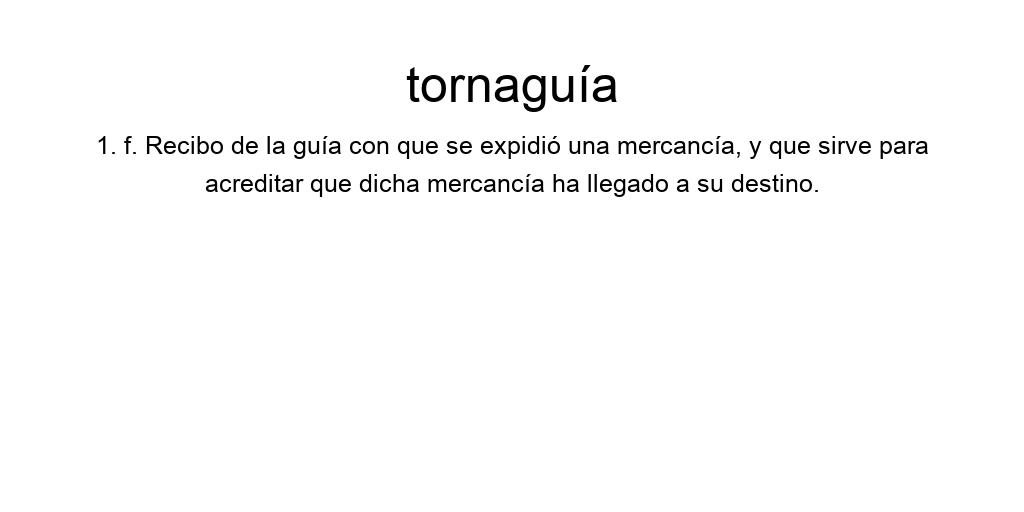 tornaguía
1. f. Recibo de la guía con que se expidió una mercancía, y que sirve para
acreditar que dicha mercancía ha llegado a su destino.